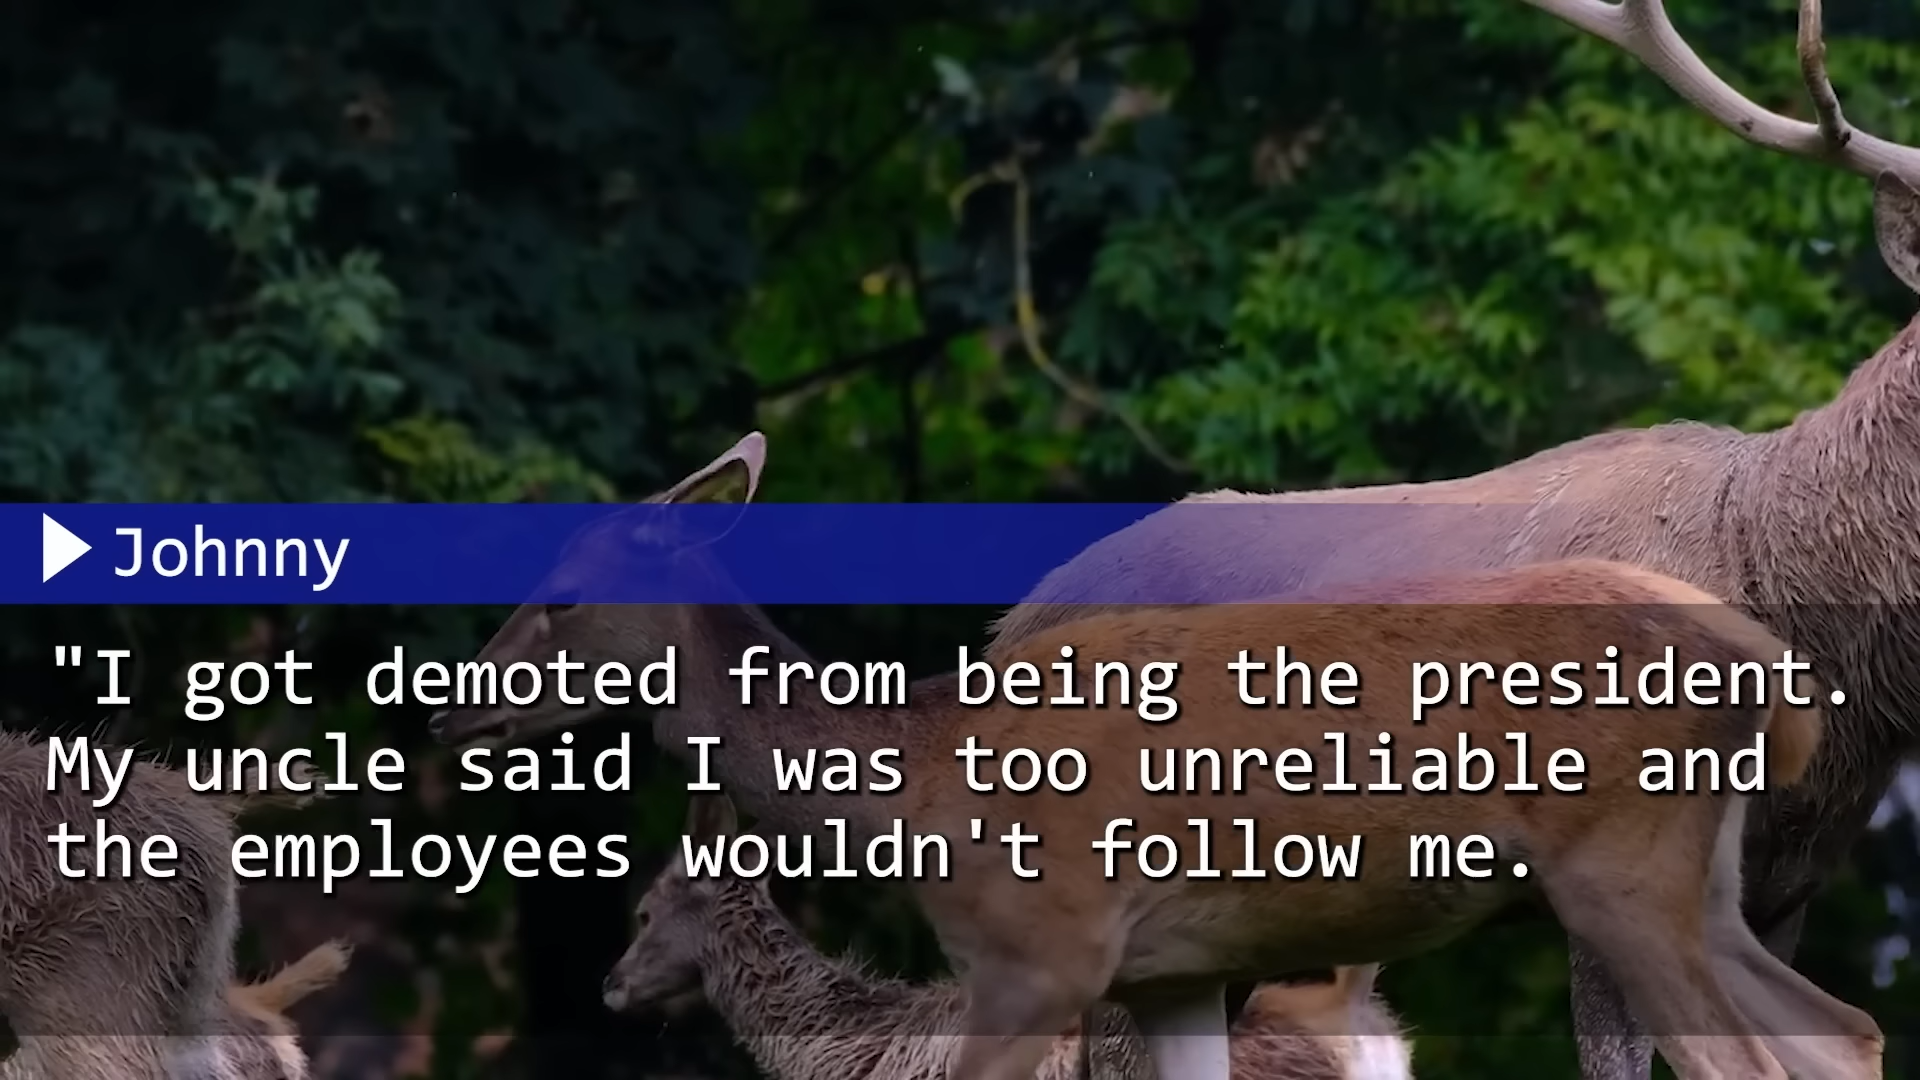 Johnny
"I got demoted from being the president.
My uncle said I was too unreliable and
the employees wouldn't follow me.